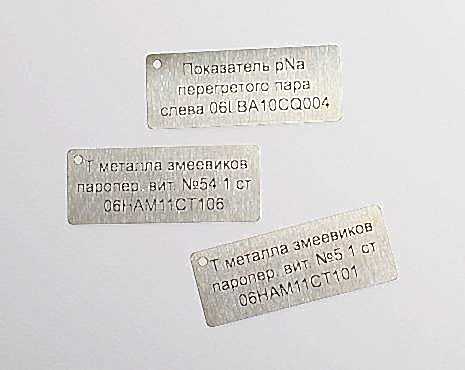 Показатель pNa
перегретого пара
слева 06LBA10CQ004
Т металла змеевиков
паропер. вит. №54 1 ст
06HAM11CT106
Т металла змеевиков
паропер. вит. №5 1 ст
06HAM11CT101